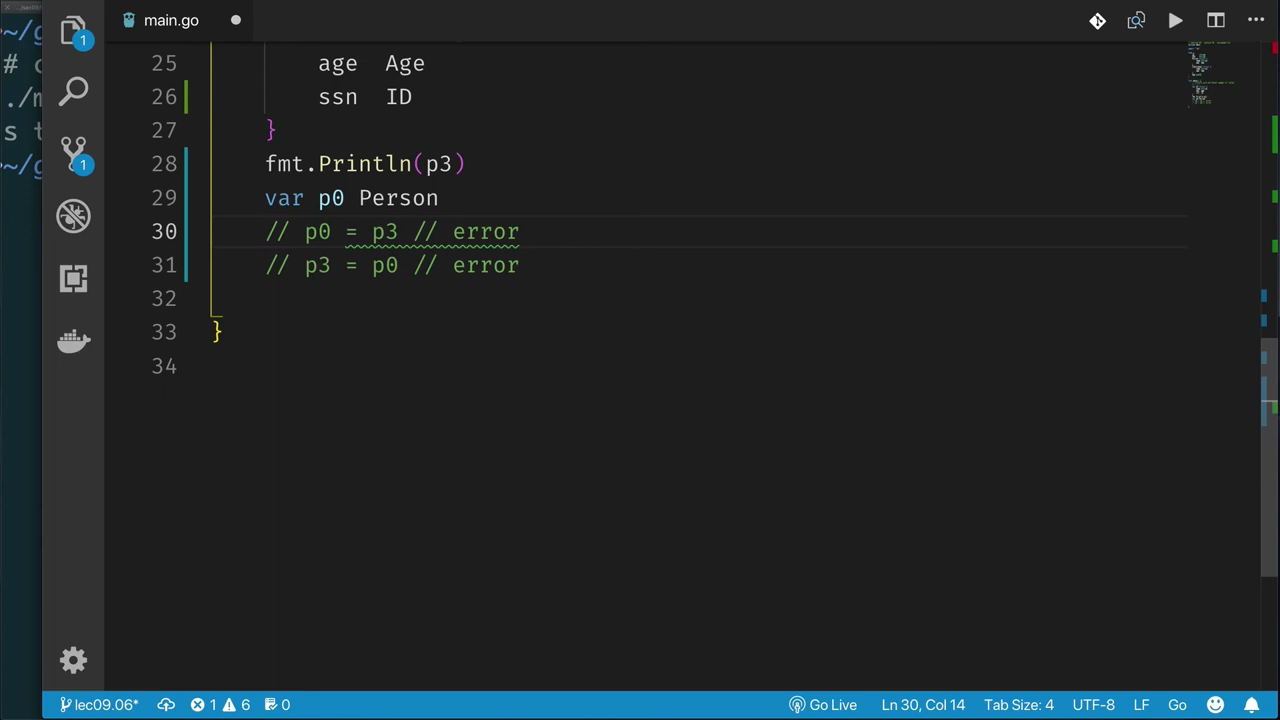 main.go
~/g
# c
./m
s t
~/g
1
1
25 age Age
26 ssn ID
27 }
28 fmt.Println(p3)
29 var p0 Person
30 // p0 = p3 // error
31 // p3 = p0 // error
32
33 }
34
lec09.06* 1 6 0 Go Live Ln 30, Col 14 Tab Size: 4 UTF-8 LF Go